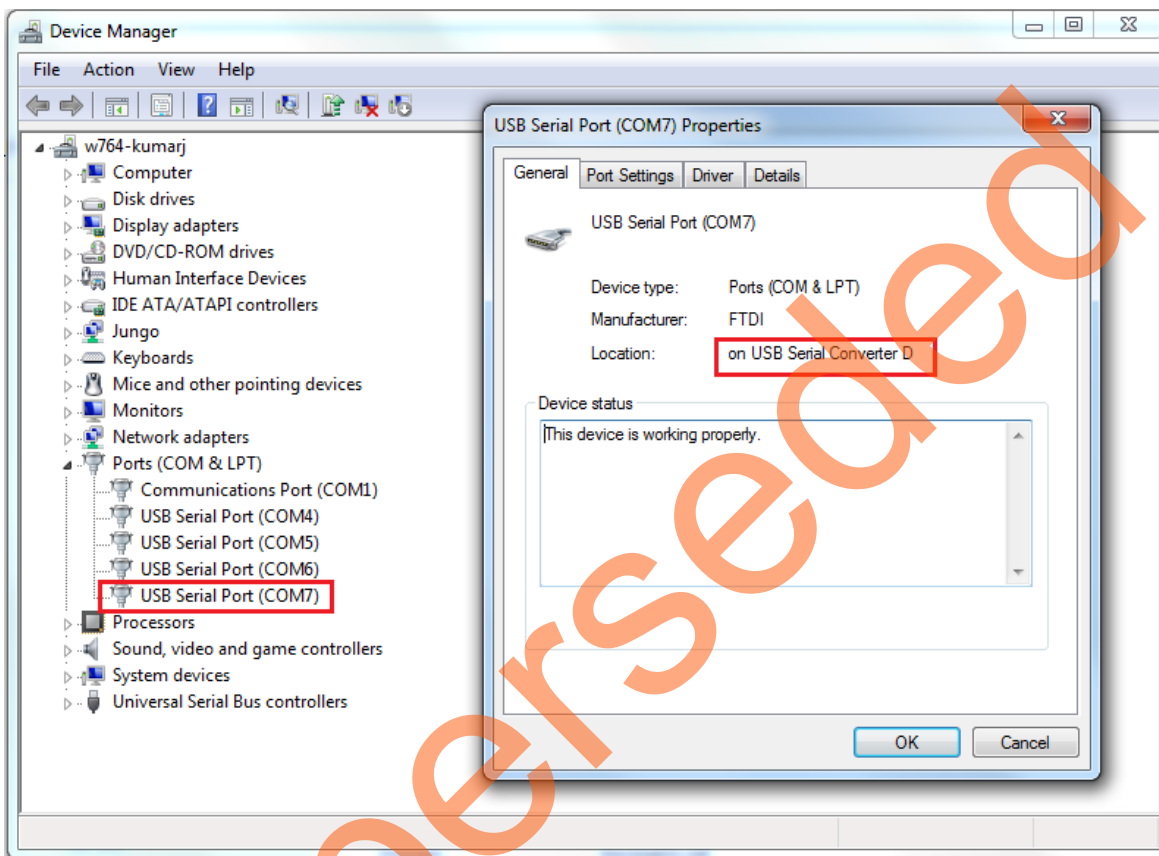 Device Manager
File Action View Help
w764-kumarj
Computer
Disk drives
Display adapters
DVD/CD-ROM drives
Human Interface Devices
IDE ATA/ATAPI controllers
Jungo
Keyboards
Mice and other pointing devices
Monitors
Network adapters
Ports (COM & LPT)
Communications Port (COM1)
USB Serial Port (COM4)
USB Serial Port (COM5)
USB Serial Port (COM6)
USB Serial Port (COM7)
Processors
Sound, video and game controllers
System devices
Universal Serial Bus controllers
USB Serial Port (COM7) Properties
General Port Settings Driver Details
USB Serial Port (COM7)
Device type: Ports (COM & LPT)
Manufacturer: FTDI
Location: on USB Serial Converter D
Device status
This device is working properly.
OK Cancel
perseded